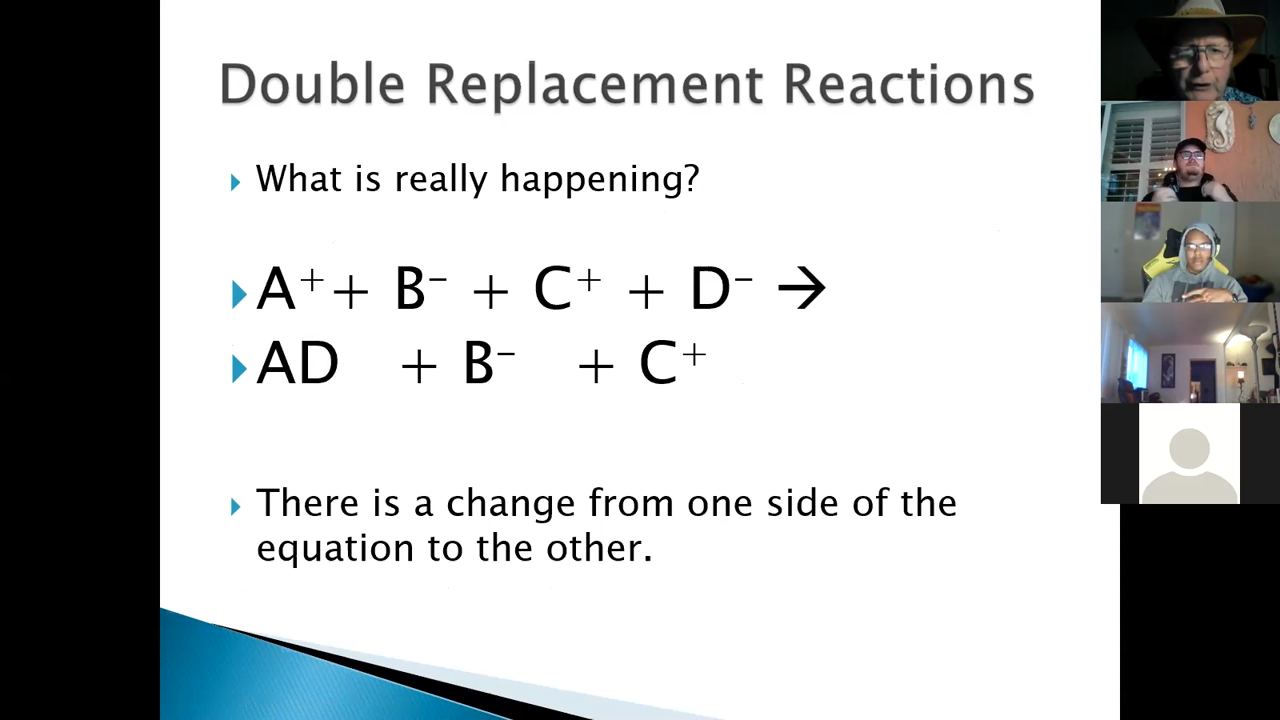 Double Replacement Reactions
What is really happening?
A⁺ + B⁻ + C⁺ + D⁻ →
AD + B⁻ + C⁺
There is a change from one side of the
equation to the other.